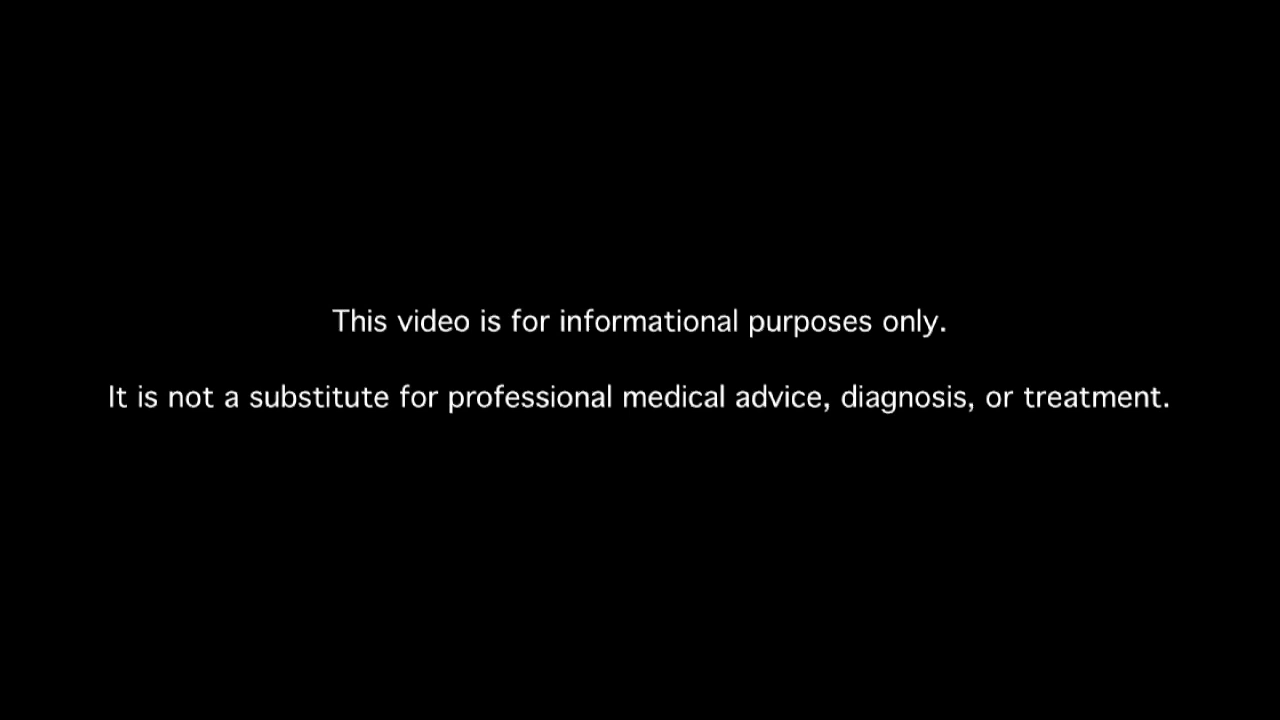 This video is for informational purposes only.
It is not a substitute for professional medical advice, diagnosis, or treatment.